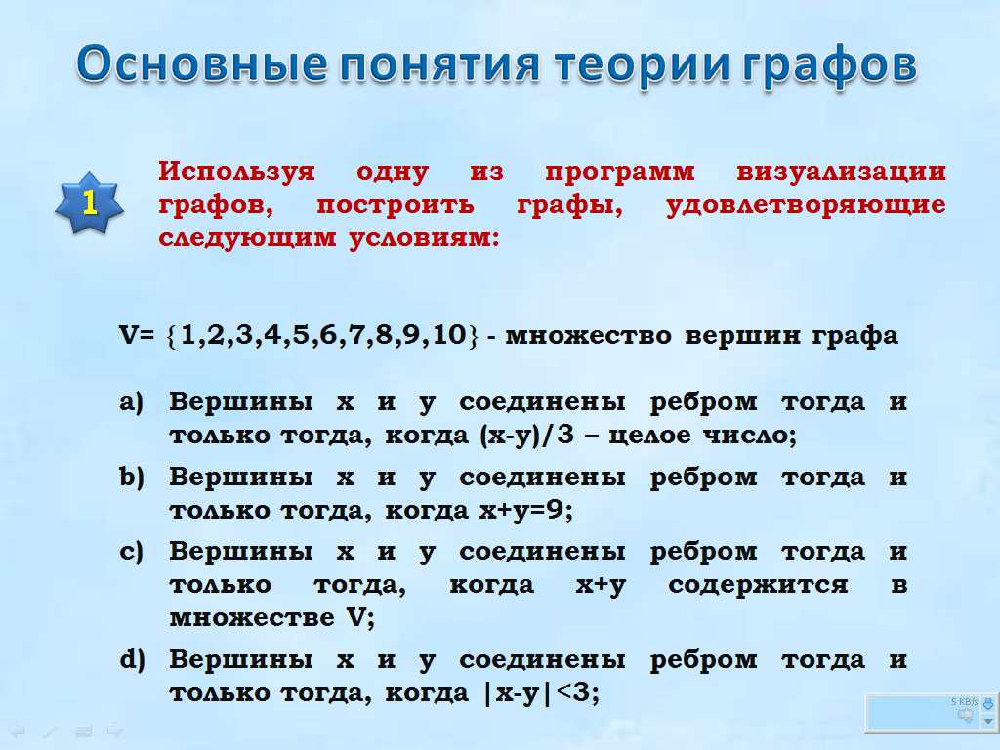 Основные понятия теории графов
1
Используя одну из программ визуализации
графов, построить графы, удовлетворяющие
следующим условиям:
V= {1,2,3,4,5,6,7,8,9,10} - множество вершин графа
a) Вершины x и y соединены ребром тогда и
только тогда, когда (x-y)/3 – целое число;
b) Вершины x и y соединены ребром тогда и
только тогда, когда x+y=9;
c) Вершины x и y соединены ребром тогда и
только тогда, когда x+y содержится в
множестве V;
d) Вершины x и y соединены ребром тогда и
только тогда, когда |x-y|<3;
5 KB/s